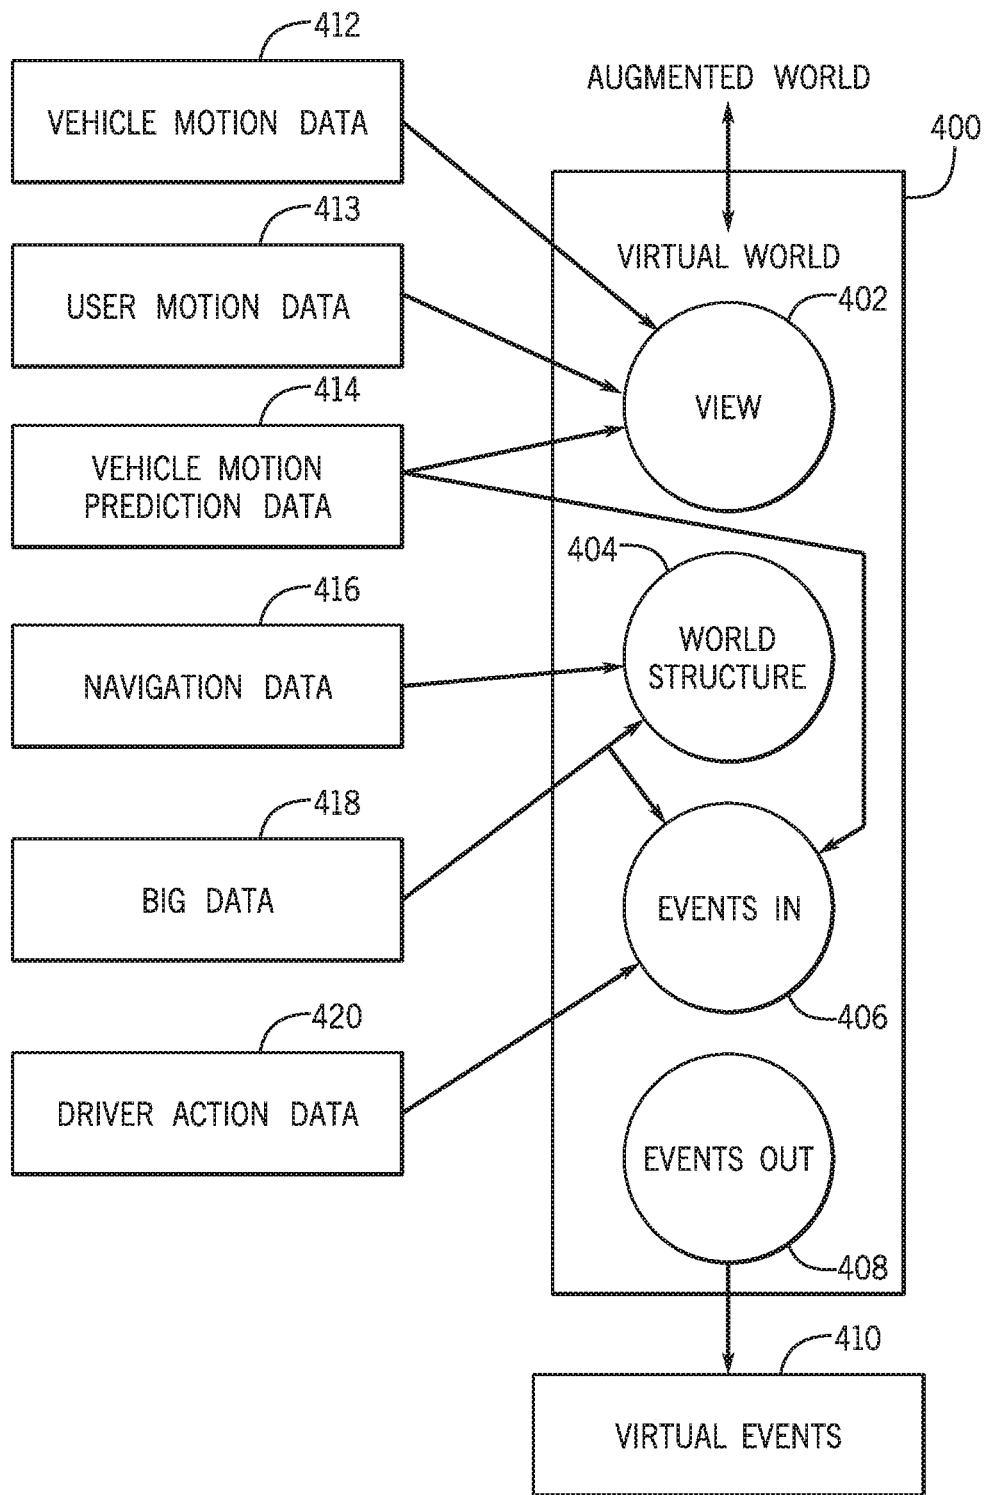 412
VEHICLE MOTION DATA
413
USER MOTION DATA
414
VEHICLE MOTION
PREDICTION DATA
416
NAVIGATION DATA
418
BIG DATA
420
DRIVER ACTION DATA
AUGMENTED WORLD
400
VIRTUAL WORLD
402
VIEW
404
WORLD
STRUCTURE
EVENTS IN
406
EVENTS OUT
408
410
VIRTUAL EVENTS